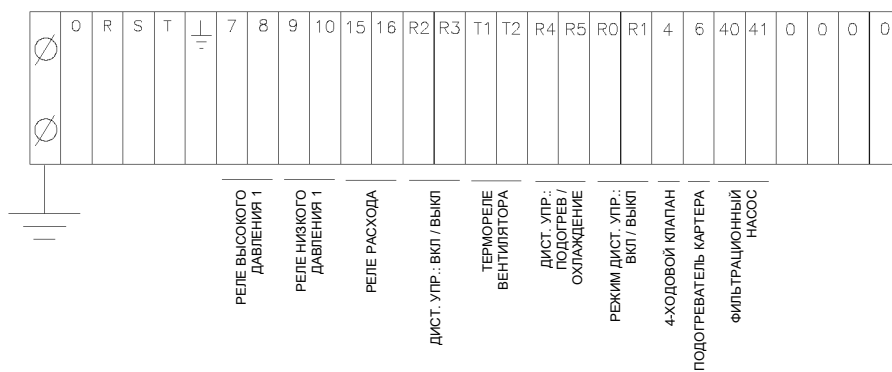 0 R S T 7 8 9 10 15 16 R2 R3 T1 T2 R4 R5 R0 R1 4 6 40 41 0 0 0 0
РЕЛЕ ВЫСОКОГО
ДАВЛЕНИЯ 1
РЕЛЕ НИЗКОГО
ДАВЛЕНИЯ 1
РЕЛЕ РАСХОДА
ДИСТ. УПР.: ВКЛ / ВЫКЛ
ТЕРМОРЕЛЕ
ВЕНТИЛЯТОРА
ДИСТ. УПР.:
ПОДОГРЕВ /
ОХЛАЖДЕНИЕ
РЕЖИМ ДИСТ. УПР.:
ВКЛ / ВЫКЛ
4-ХОДОВОЙ КЛАПАН
ПОДОГРЕВАТЕЛЬ КАРТЕРА
ФИЛЬТРАЦИОННЫЙ
НАСОС